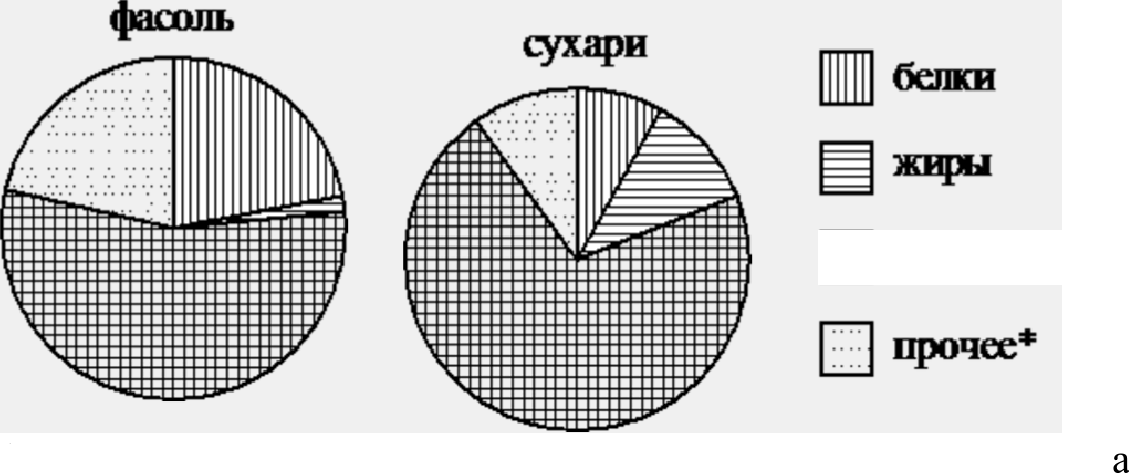 фасоль
сухари
белки
жиры
прочее*
а